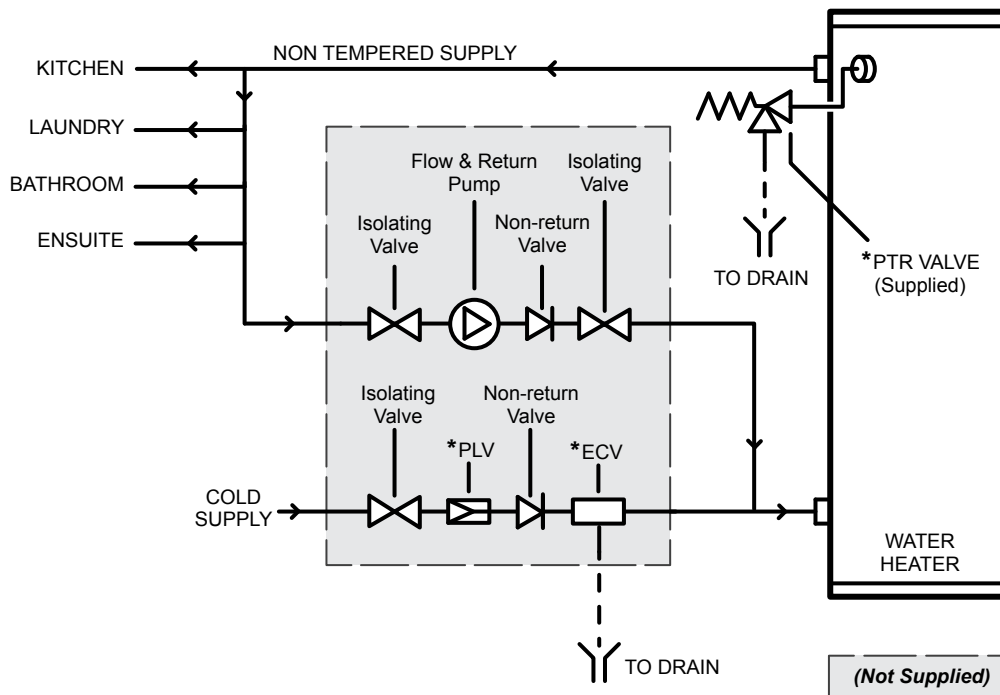 NON TEMPERED SUPPLY
KITCHEN
LAUNDRY
BATHROOM
ENSUITE
Flow & Return
Pump
Isolating
Valve
Isolating
Valve
Non-return
Valve
TO DRAIN
*PTR VALVE
(Supplied)
Isolating
Valve
Non-return
Valve
*PLV
*ECV
COLD
SUPPLY
WATER
HEATER
TO DRAIN
(Not Supplied)